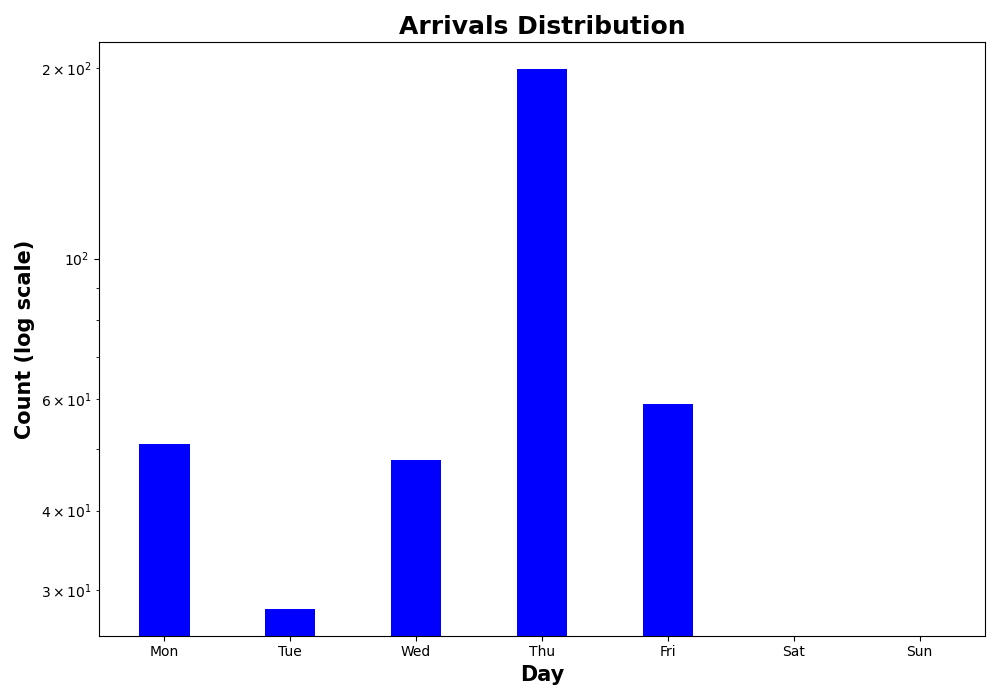 Arrivals Distribution
Count (log scale)
2 × 10²
10²
6 × 10¹
4 × 10¹
3 × 10¹
Mon Tue Wed Thu Fri Sat Sun
Day